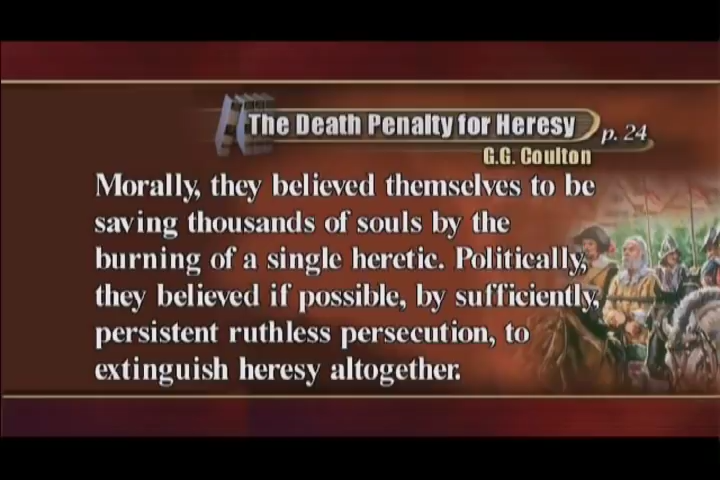 The Death Penalty for Heresy p. 24
G.G. Coulton
Morally, they believed themselves to be
saving thousands of souls by the
burning of a single heretic. Politically,
they believed if possible, by sufficiently,
persistent ruthless persecution, to
extinguish heresy altogether.